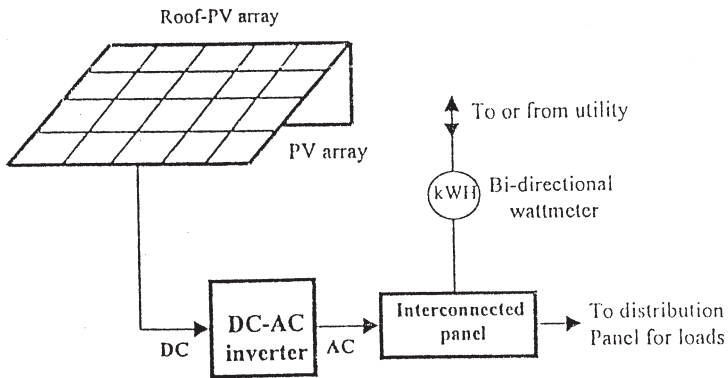 Roof-PV array
To or from utility
PV array
kWH
Bi-directional
wattmeter
DC-AC
inverter
Interconnected
panel
To distribution
Panel for loads
DC
AC